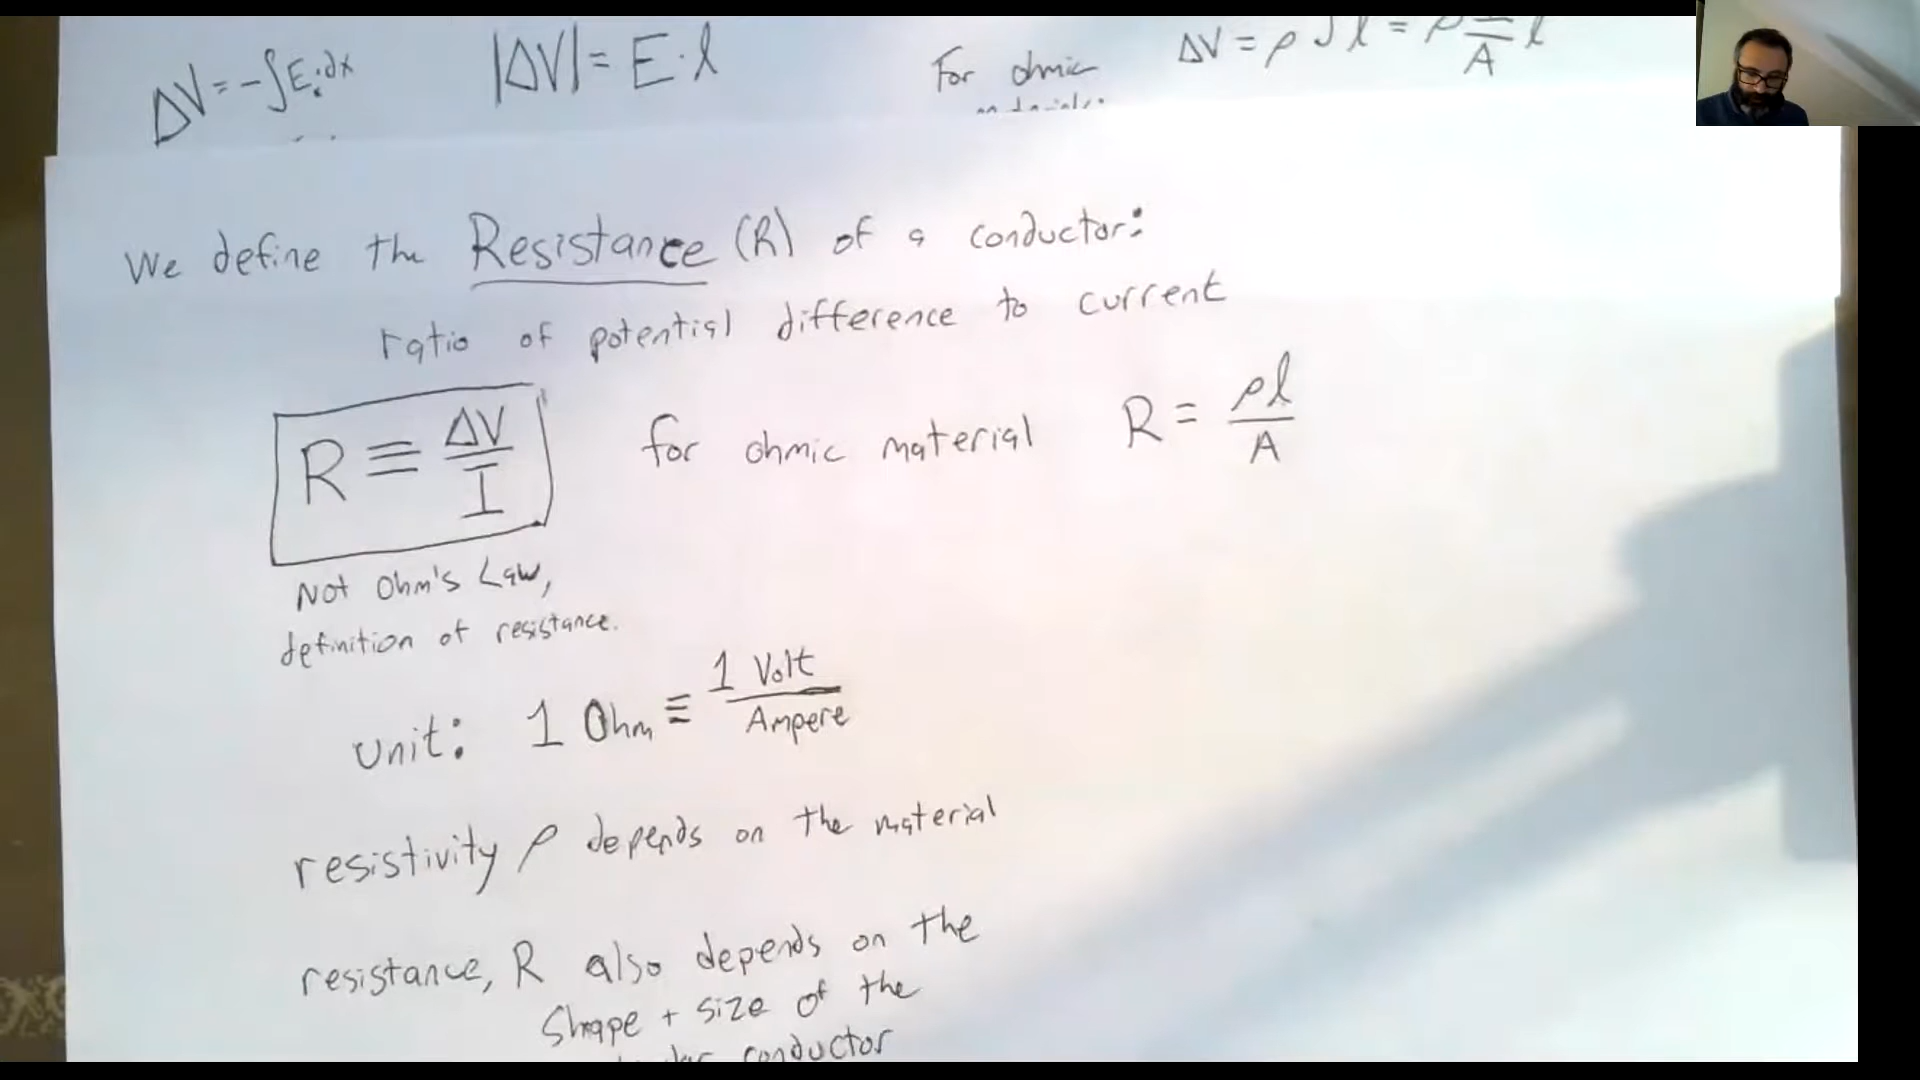 ΔV = -∫E·dx
|ΔV| = E·l
For ohmic
ΔV = ρJl = ρ I/A l
We define the Resistance (R) of a conductor:
ratio of potential difference to current
R ≡ ΔV/I
for ohmic material R = ρl/A
Not Ohm's Law,
definition of resistance.
Unit: 1 Ohm ≡ 1 Volt/Ampere
resistivity ρ depends on the material
resistance, R also depends on the
shape + size of the
conductor